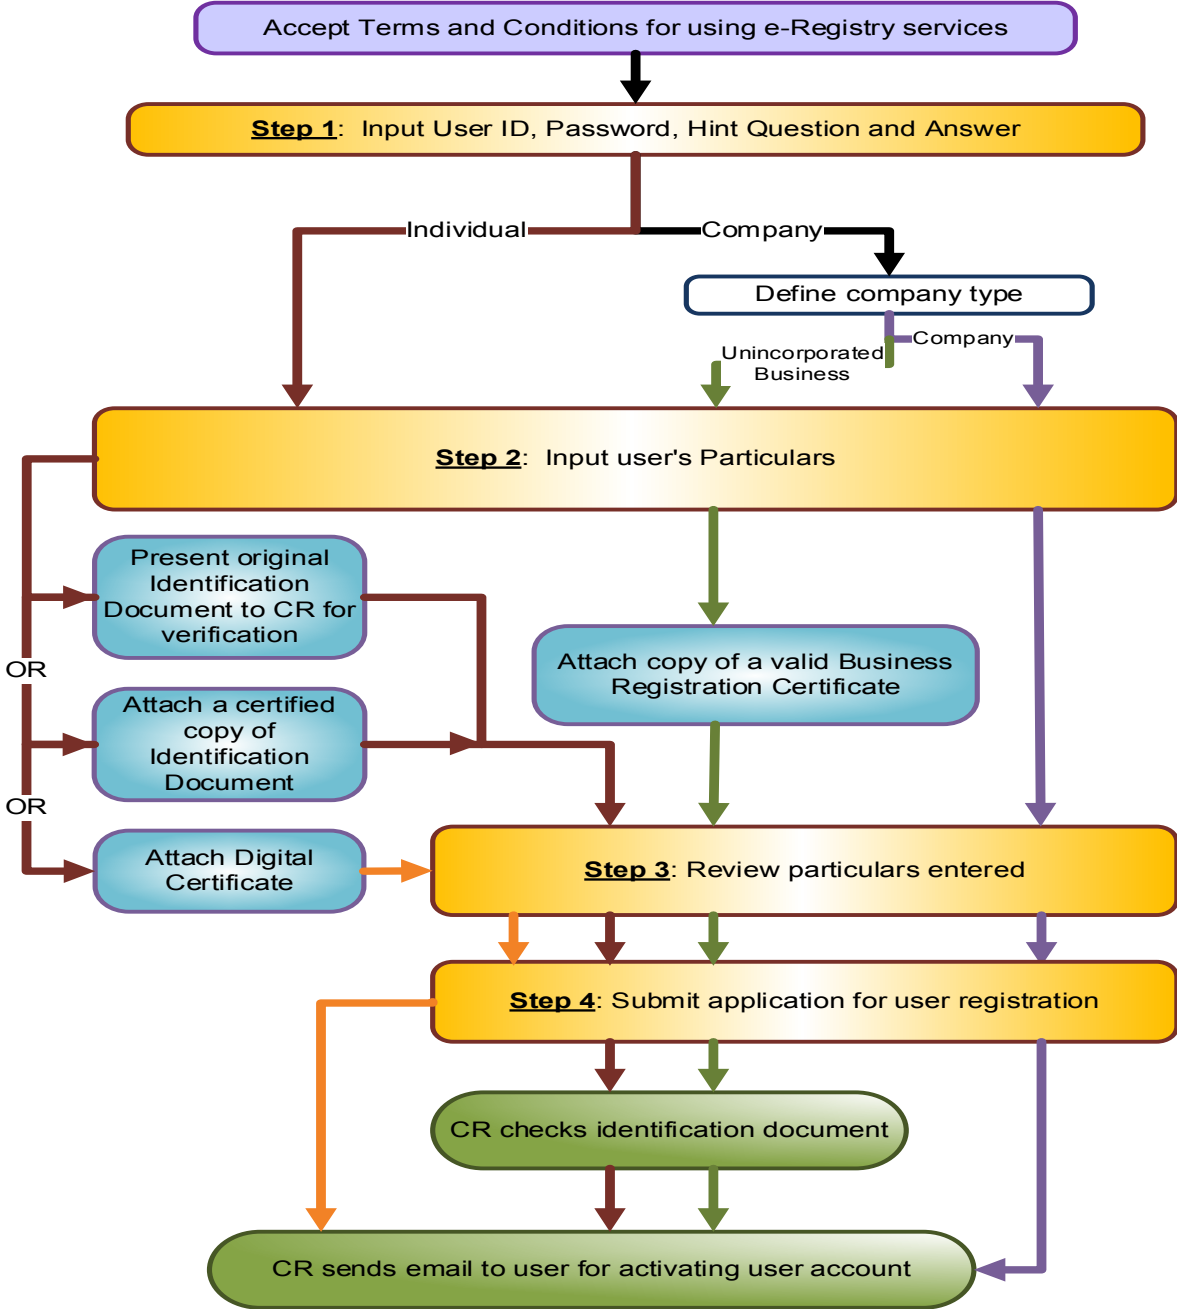 Accept Terms and Conditions for using e-Registry services
Step 1:  Input User ID, Password, Hint Question and Answer
Individual
Company
Define company type
Company
Unincorporated
Business
Step 2:  Input user's Particulars
Present original
Identification
Document to CR for
verification
OR
Attach copy of a valid Business
Registration Certificate
Attach a certified
copy of
Identification
Document
OR
Attach Digital
Certificate
Step 3: Review particulars entered
Step 4: Submit application for user registration
CR checks identification document
CR sends email to user for activating user account